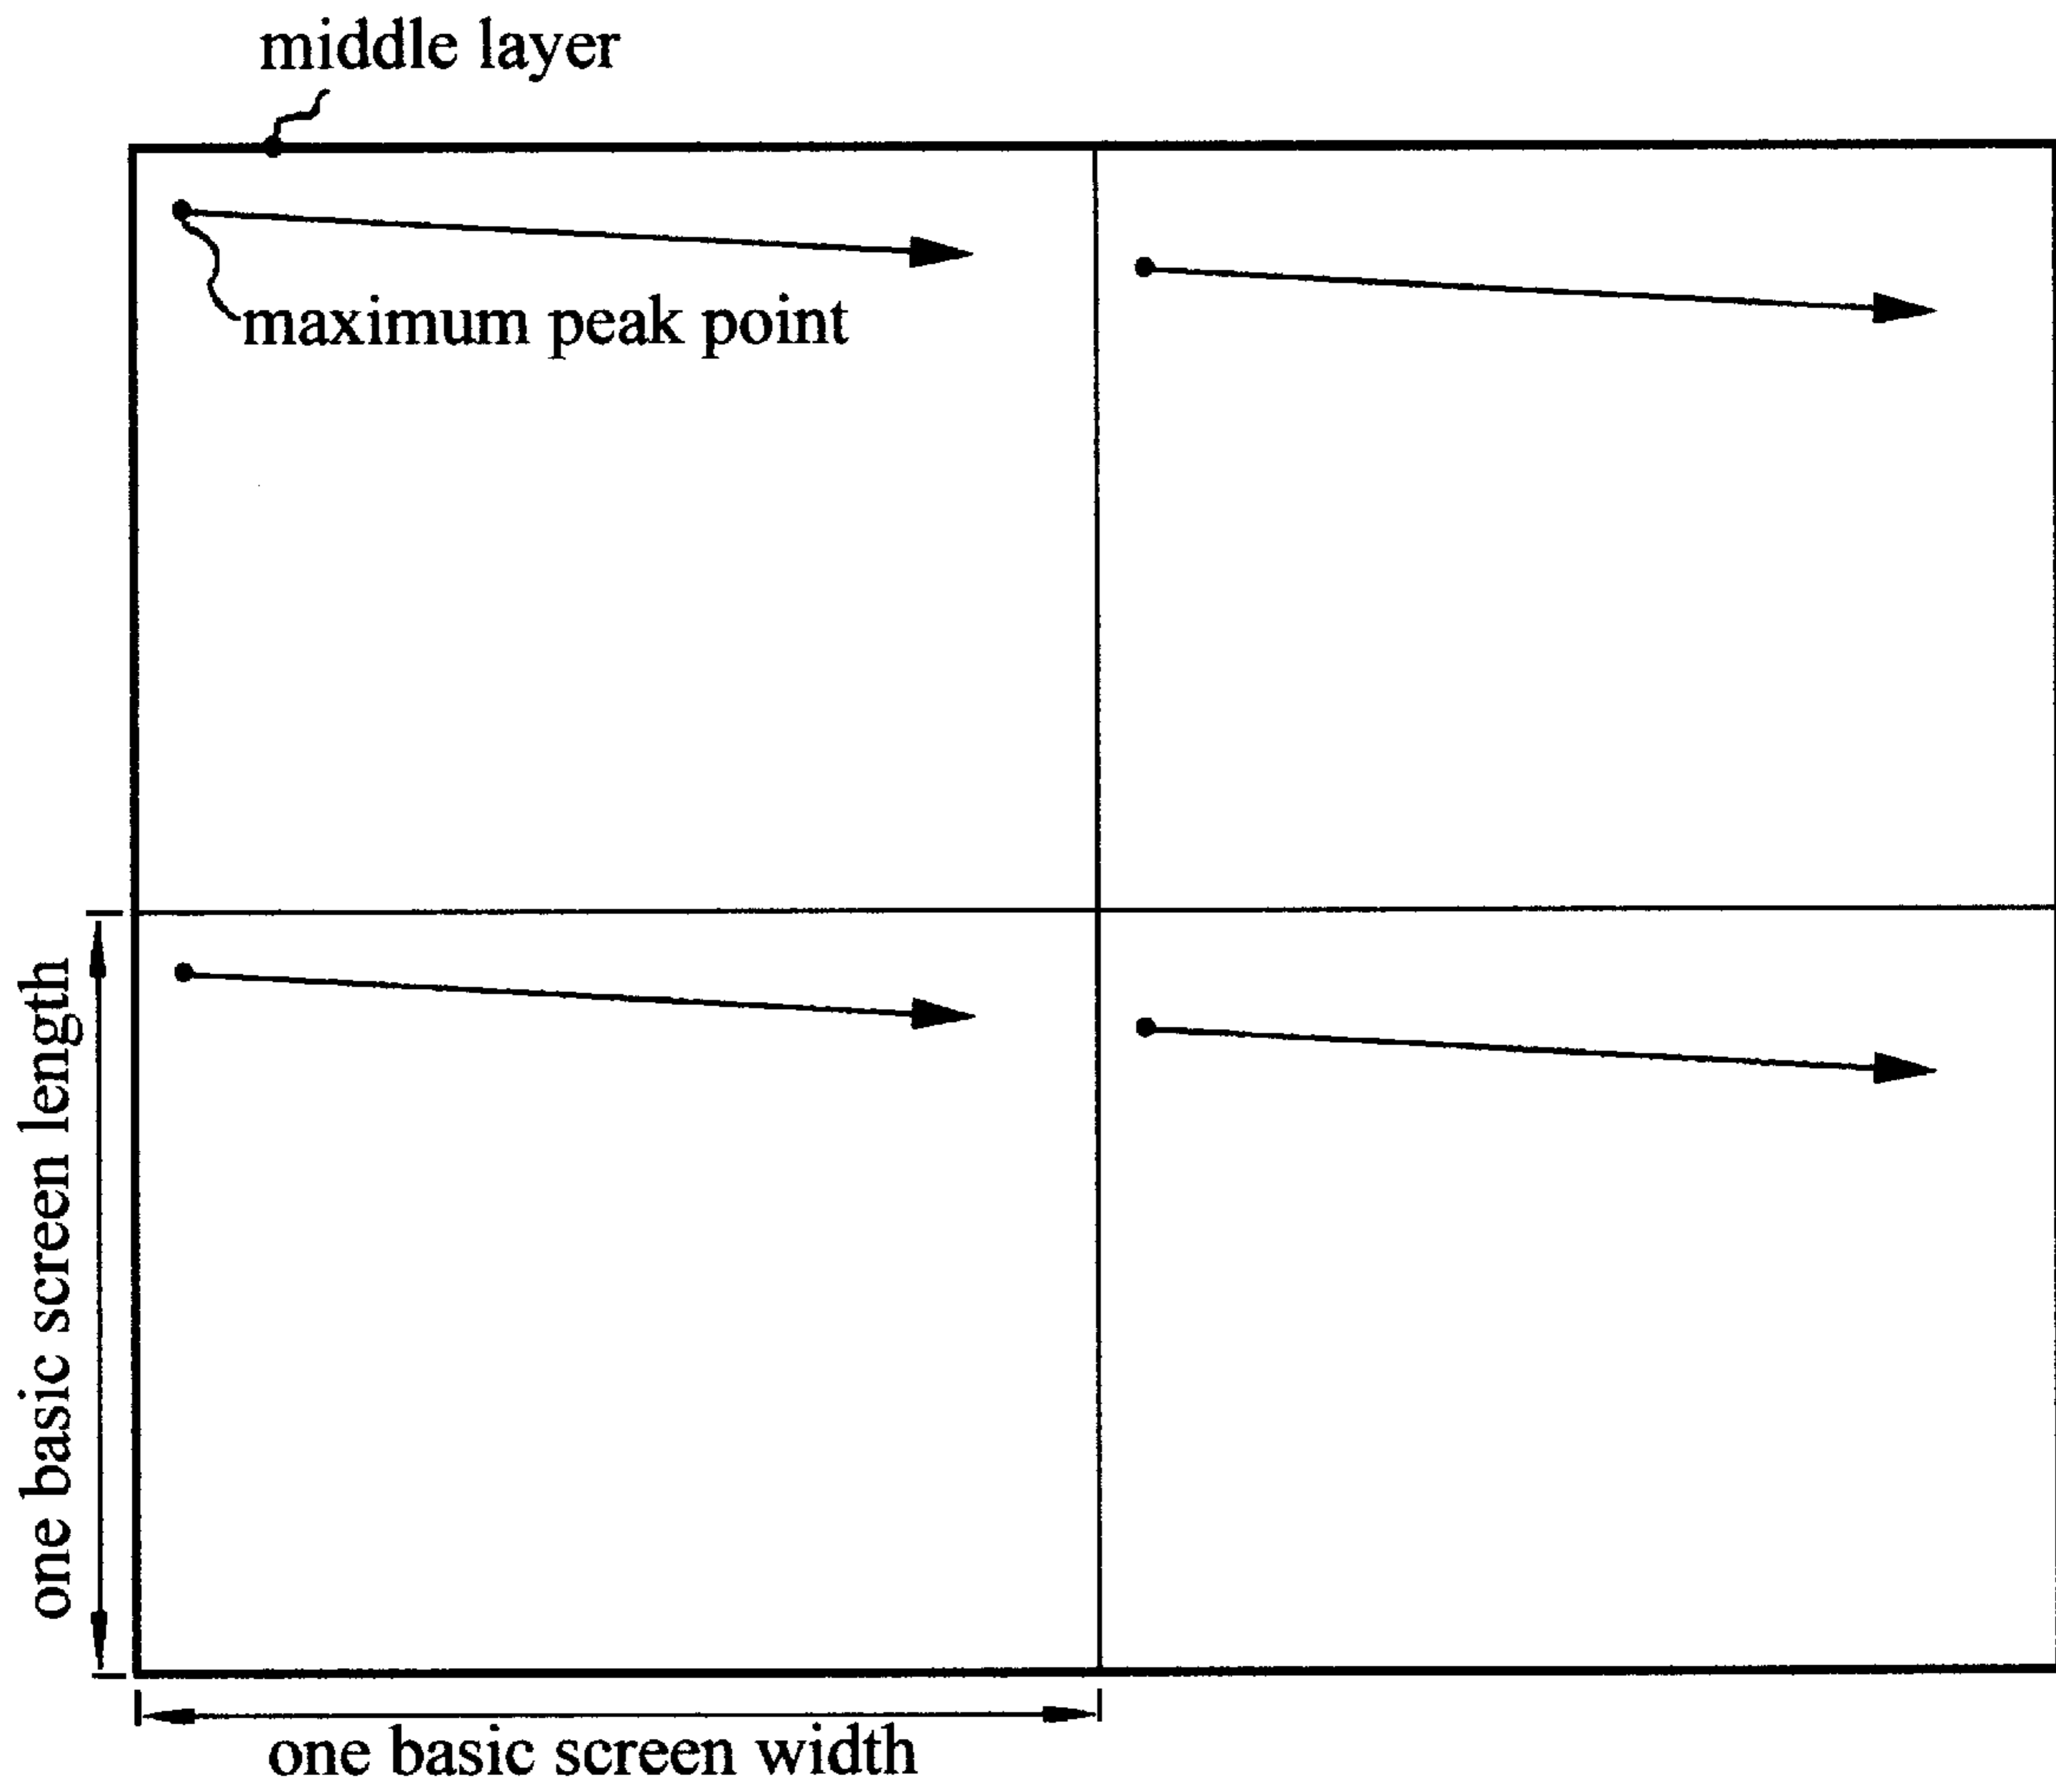 middle layer
maximum peak point
one basic screen length
one basic screen width